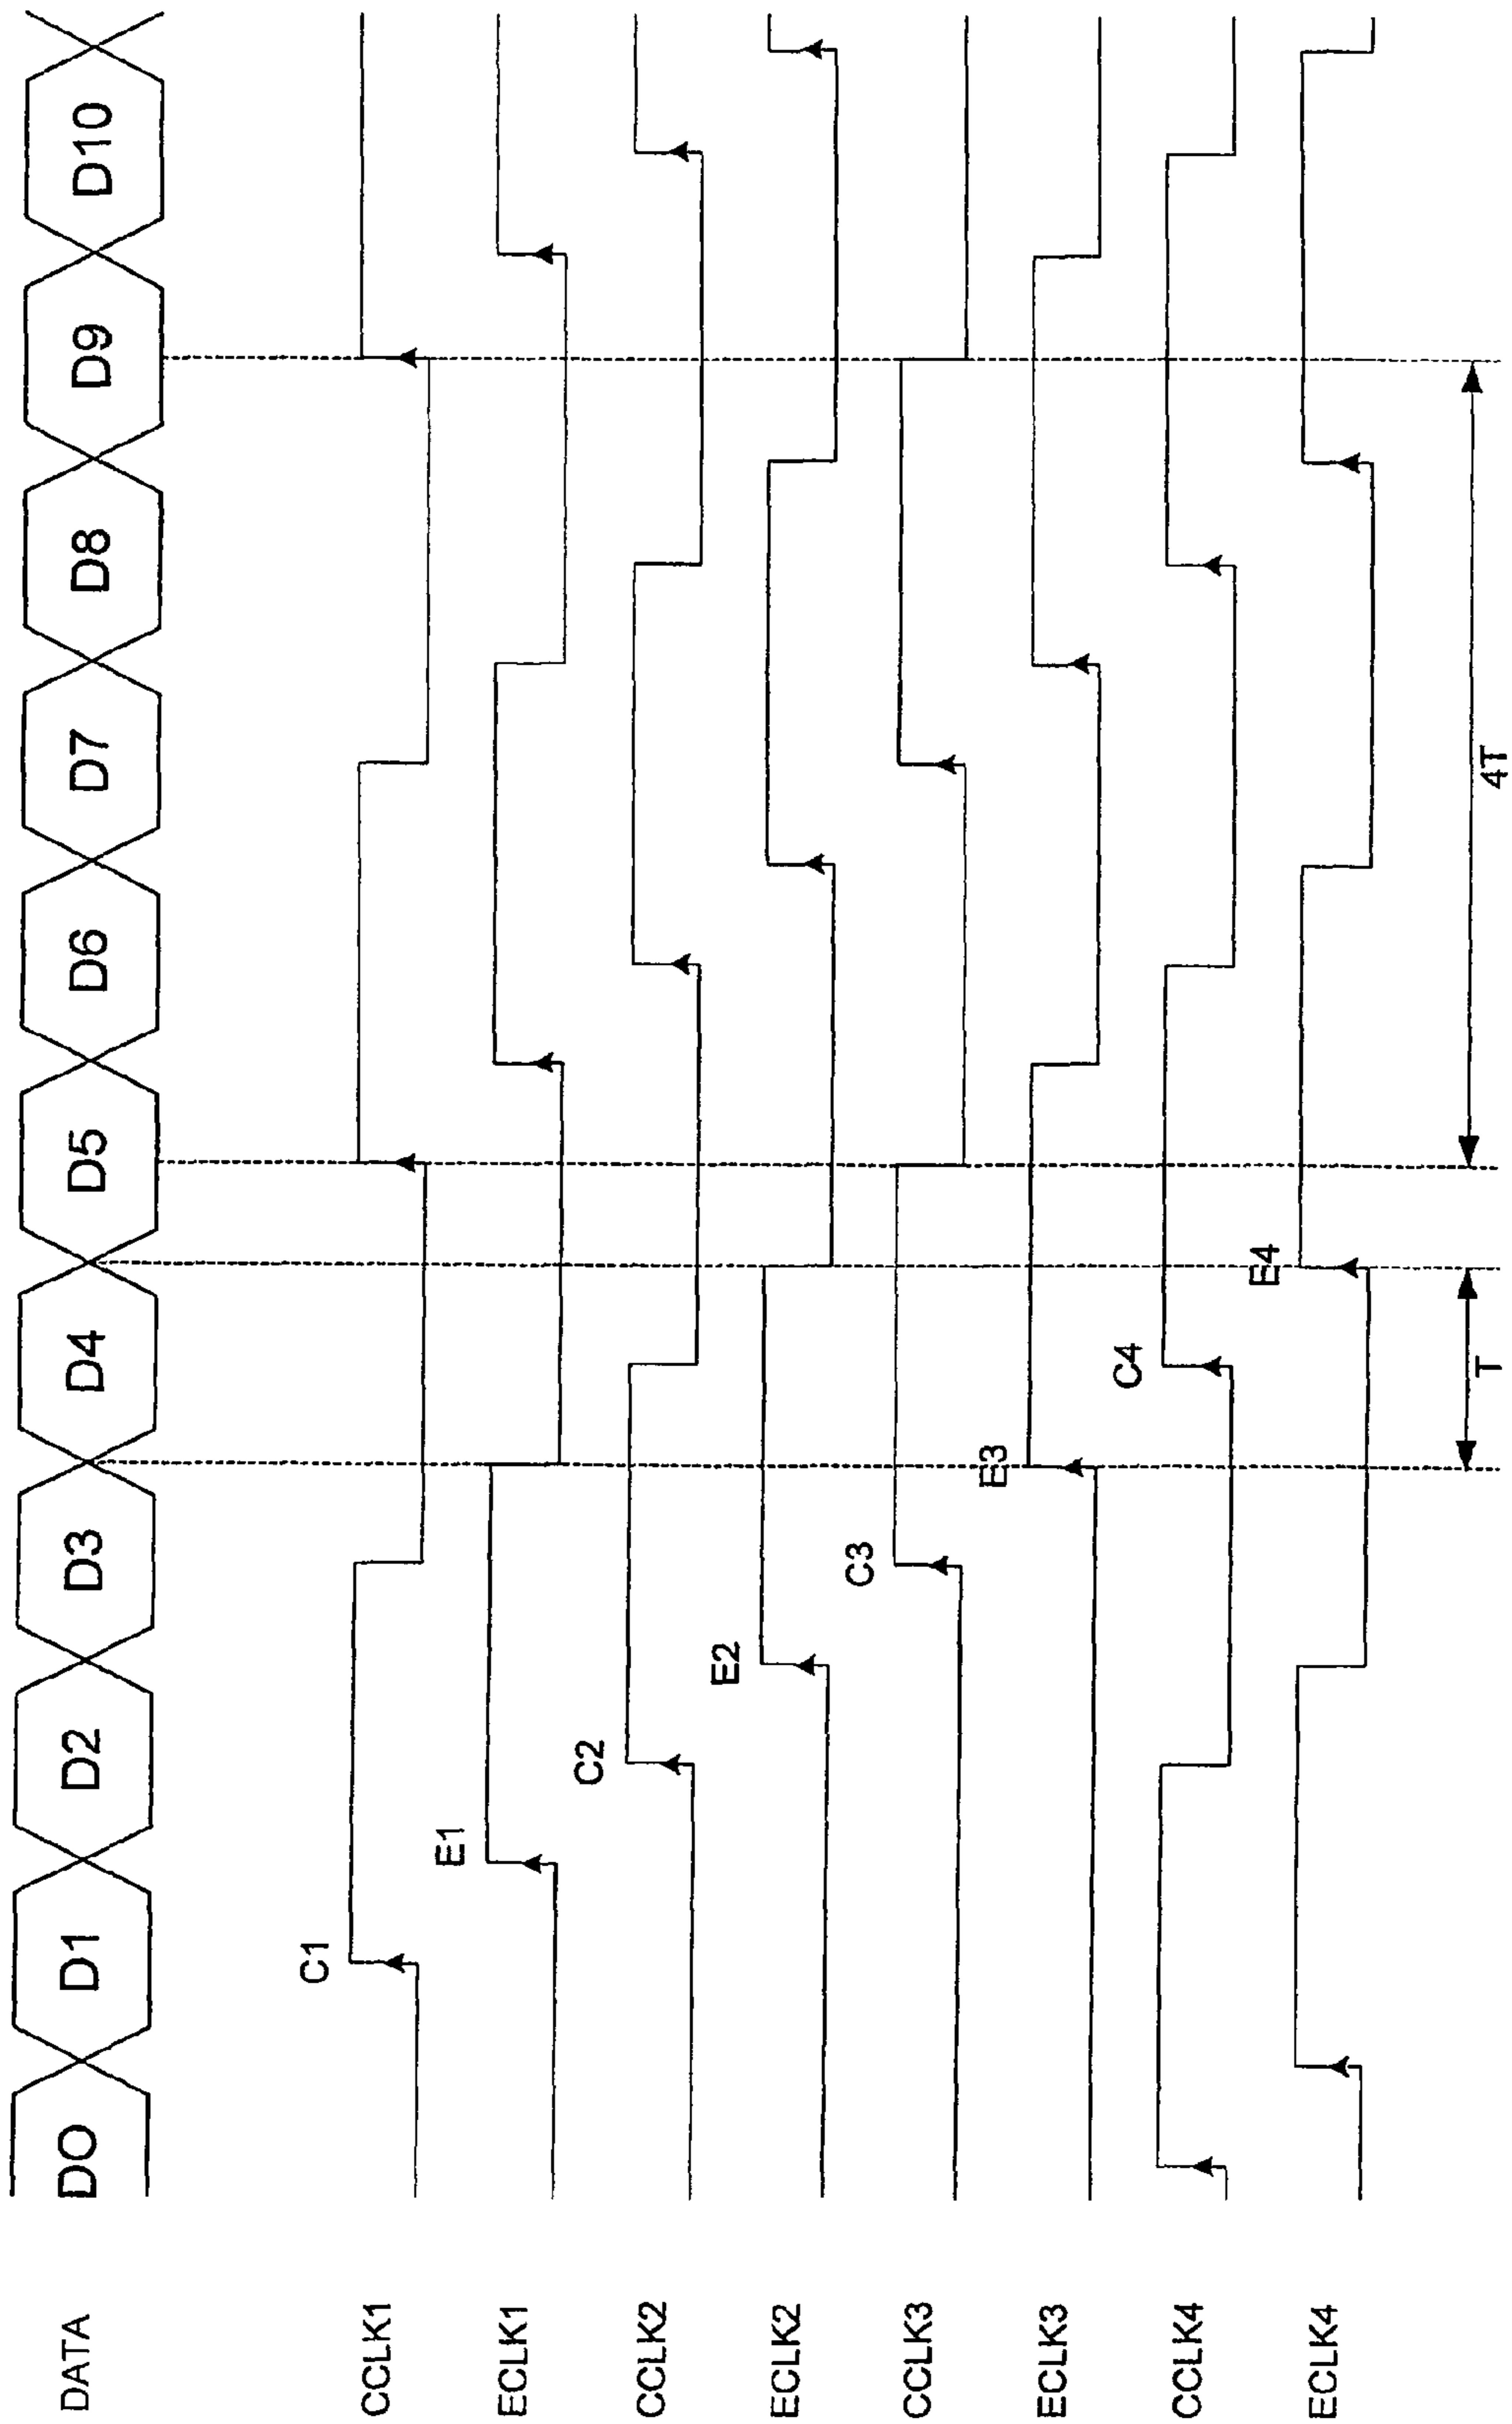 DATA DO D1 D2 D3 D4 D5 D6 D7 D8 D9 D10
CCLK1 C1
ECLK1 E1
CCLK2 C2
ECLK2 E2
CCLK3 C3
ECLK3 E3
CCLK4 C4
ECLK4 E4
T 4T